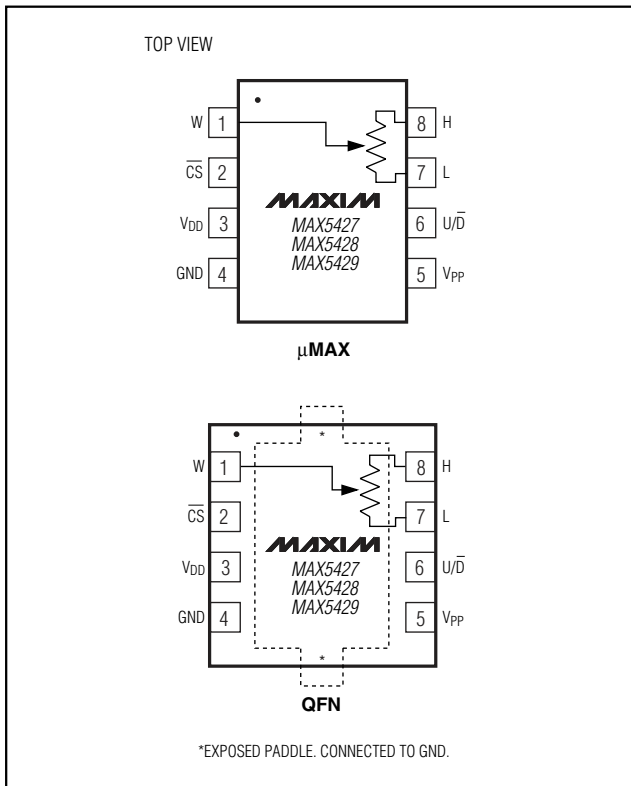 TOP VIEW
W 1 8 H
C̅S̅ 2 7 L
MAXIM
VDD 3 MAX5427 6 U/D̅
MAX5428
GND 4 MAX5429 5 VPP
µMAX
*
W 1 8 H
C̅S̅ 2 7 L
MAXIM
VDD 3 MAX5427 6 U/D̅
MAX5428
GND 4 MAX5429 5 VPP
*
QFN
*EXPOSED PADDLE. CONNECTED TO GND.